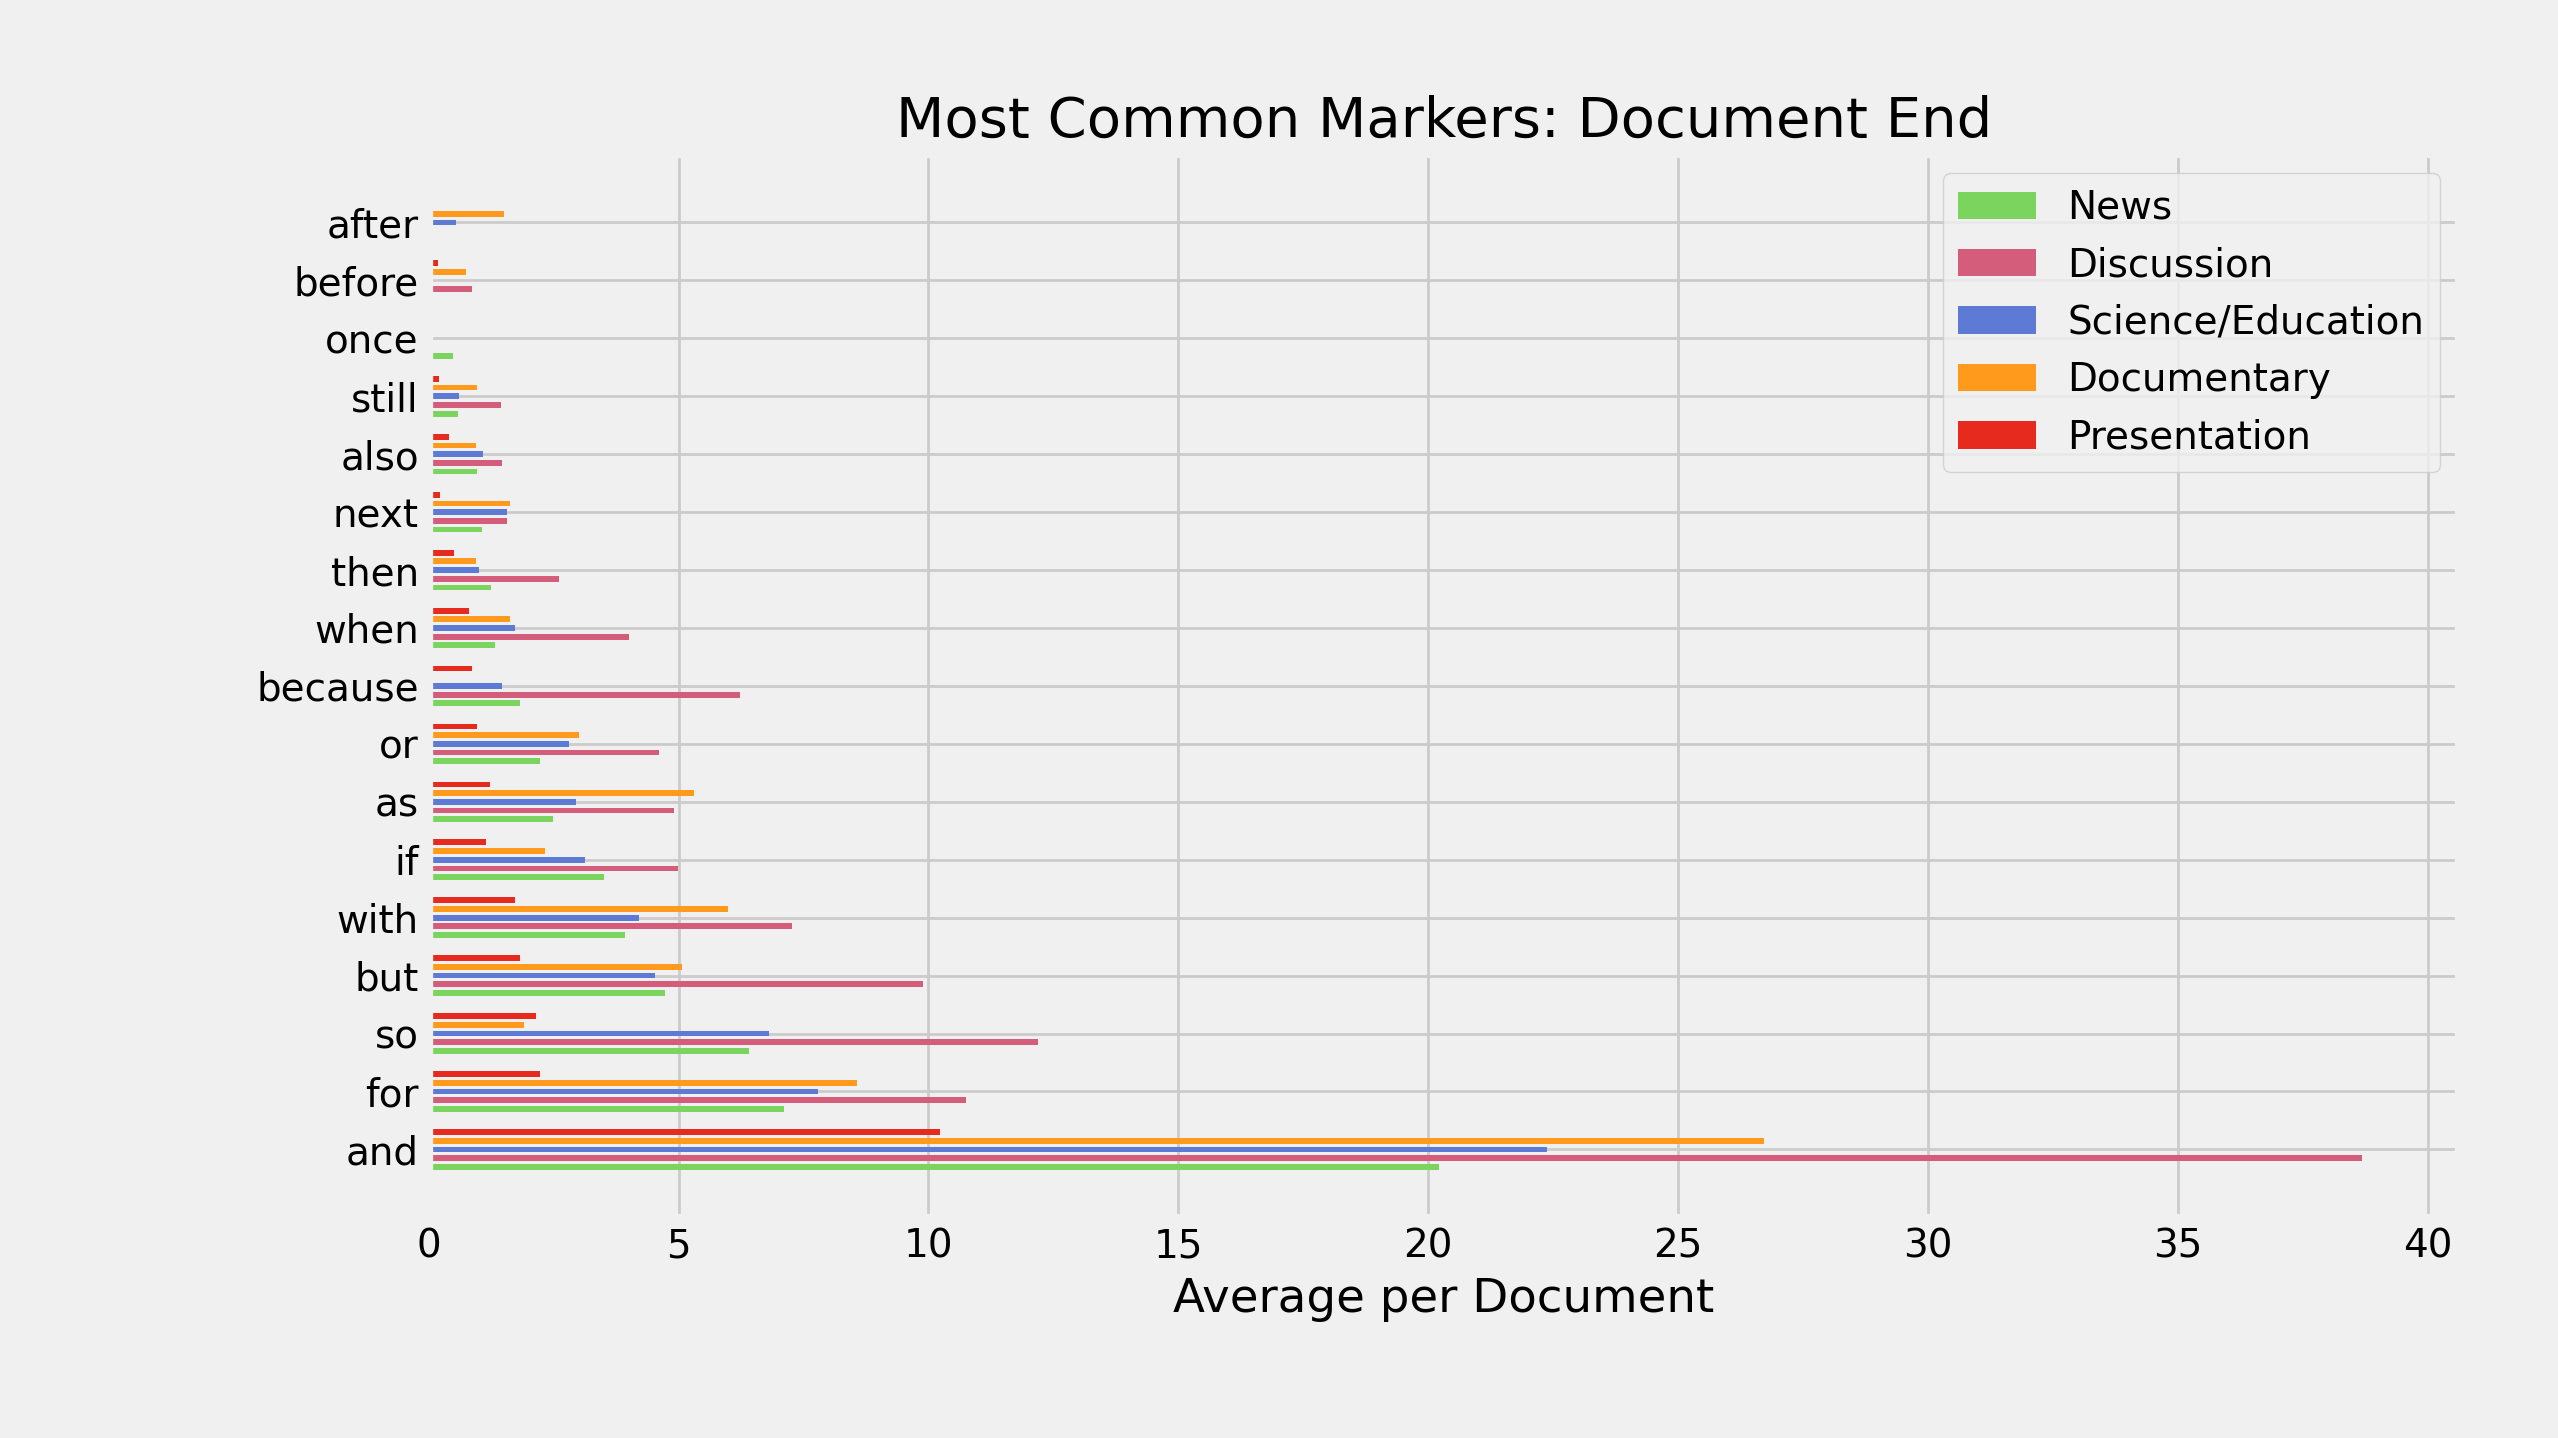 Most Common Markers: Document End
after
before
once
still
also
next
then
when
because
or
as
if
with
but
so
for
and
0 5 10 15 20 25 30 35 40
Average per Document
News
Discussion
Science/Education
Documentary
Presentation